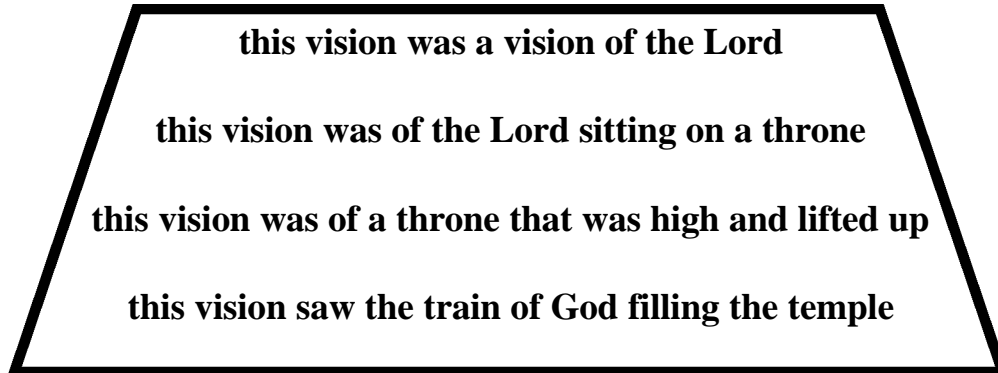 this vision was a vision of the Lord
this vision was of the Lord sitting on a throne
this vision was of a throne that was high and lifted up
this vision saw the train of God filling the temple